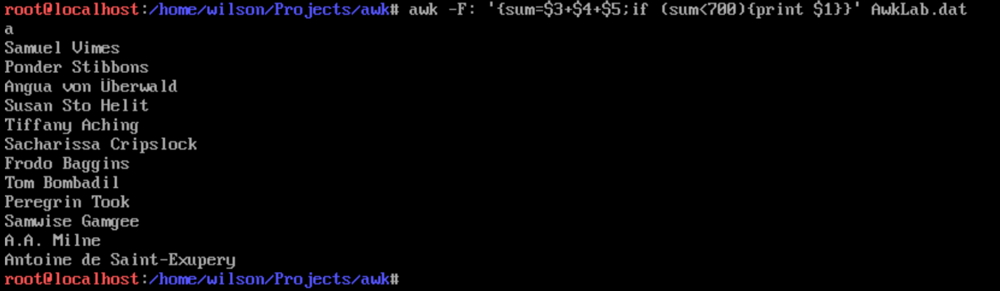 root@localhost:/home/wilson/Projects/awk# awk -F: '{sum=$3+$4+$5;if (sum<700){print $1}}' AwkLab.dat
a
Samuel Vimes
Ponder Stibbons
Angua von Überwald
Susan Sto Helit
Tiffany Aching
Sacharissa Cripslock
Frodo Baggins
Tom Bombadil
Peregrin Took
Samwise Gamgee
A.A. Milne
Antoine de Saint-Exupery
root@localhost:/home/wilson/Projects/awk#